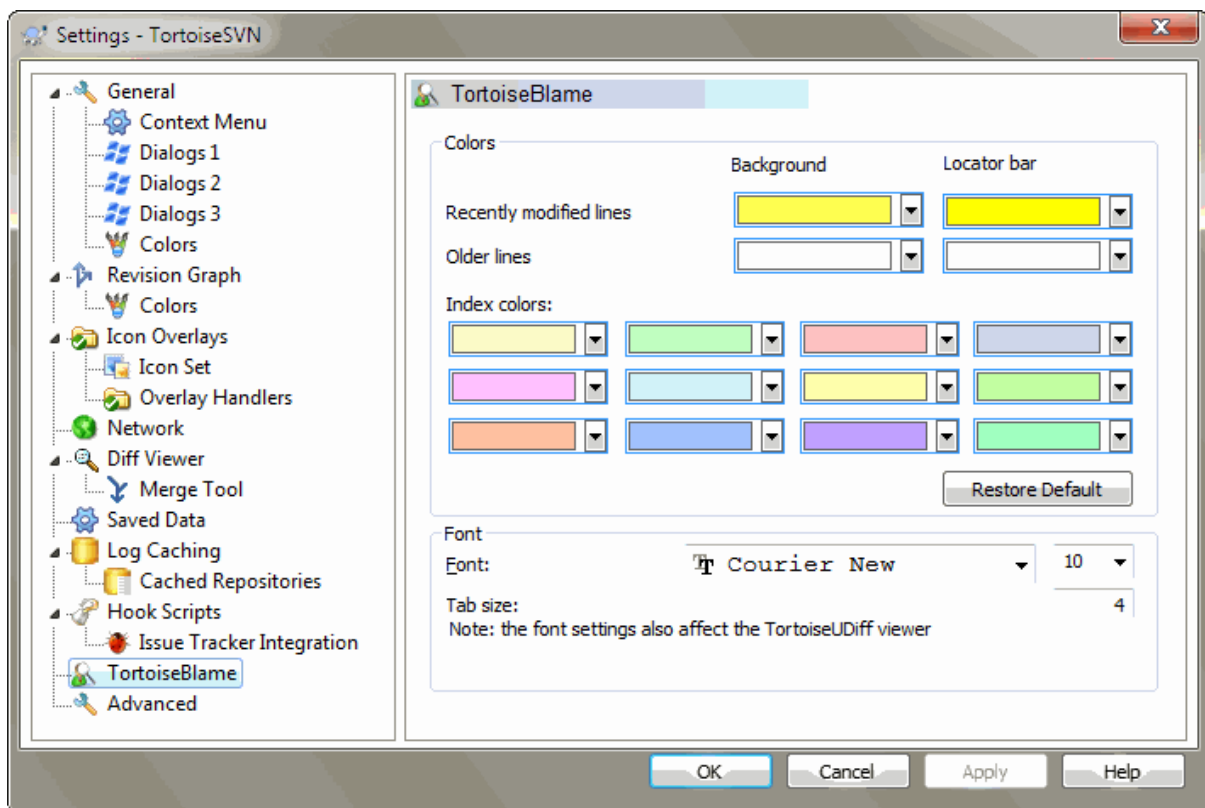 Settings - TortoiseSVN
X
General
Context Menu
Dialogs 1
Dialogs 2
Dialogs 3
Colors
Revision Graph
Colors
Icon Overlays
Icon Set
Overlay Handlers
Network
Diff Viewer
Merge Tool
Saved Data
Log Caching
Cached Repositories
Hook Scripts
Issue Tracker Integration
TortoiseBlame
Advanced
TortoiseBlame
Colors
Background Locator bar
Recently modified lines
Older lines
Index colors:
Restore Default
Font
Font: Courier New 10
Tab size: 4
Note: the font settings also affect the TortoiseUDiff viewer
OK Cancel Apply Help